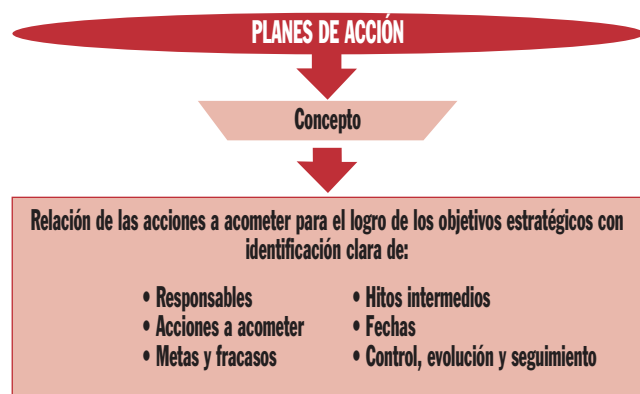 PLANES DE ACCIÓN
Concepto
Relación de las acciones a acometer para el logro de los objetivos estratégicos con
identificación clara de:
• Responsables
• Acciones a acometer
• Metas y fracasos
• Hitos intermedios
• Fechas
• Control, evolución y seguimiento